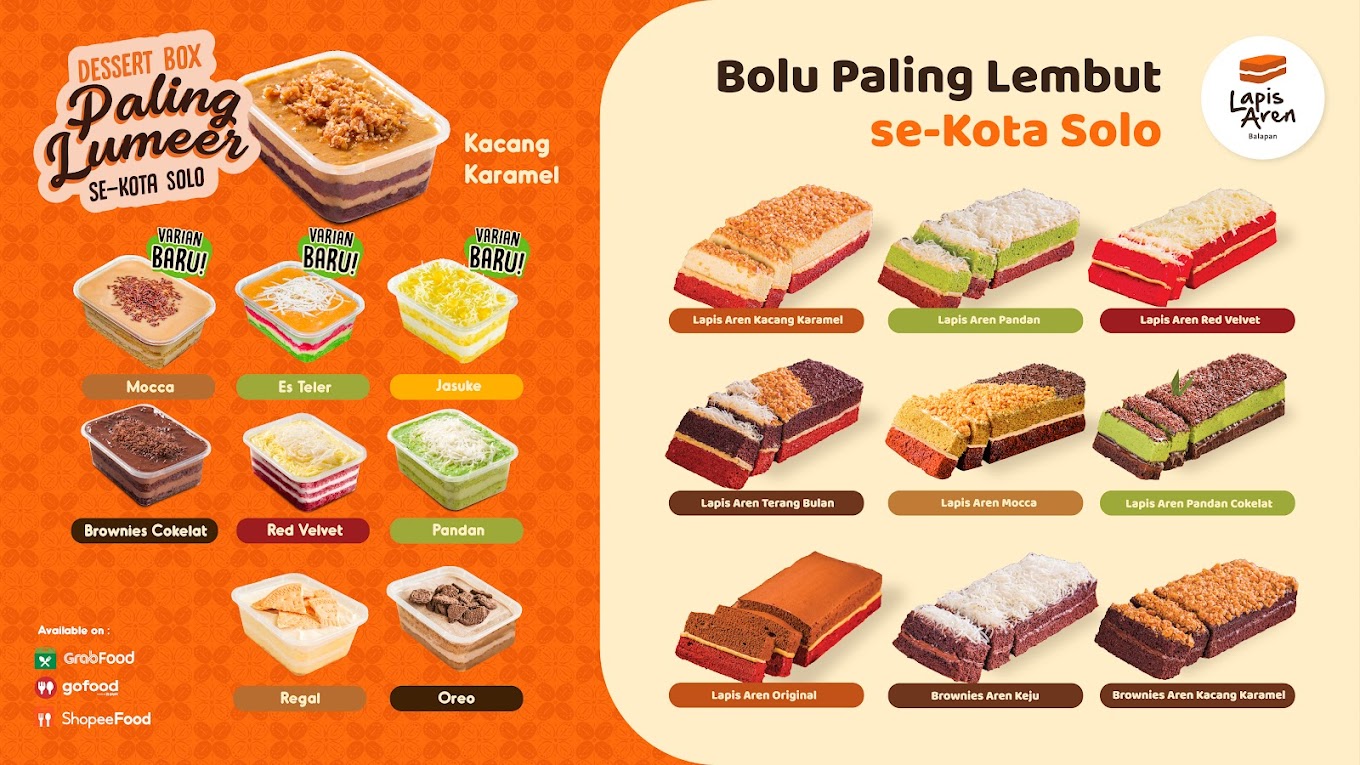 DESSERT BOX
Paling
Lumeer
SE-KOTA SOLO
Kacang
Karamel
VARIAN
BARU!
VARIAN
BARU!
VARIAN
BARU!
Mocca
Es Teler
Jasuke
Brownies Cokelat
Red Velvet
Pandan
Regal
Oreo
Available on :
GrabFood
gofood
ShopeeFood
Bolu Paling Lembut
se-Kota Solo
Lapis
Aren
Balapan
Lapis Aren Kacang Karamel
Lapis Aren Pandan
Lapis Aren Red Velvet
Lapis Aren Terang Bulan
Lapis Aren Mocca
Lapis Aren Pandan Cokelat
Lapis Aren Original
Brownies Aren Keju
Brownies Aren Kacang Karamel